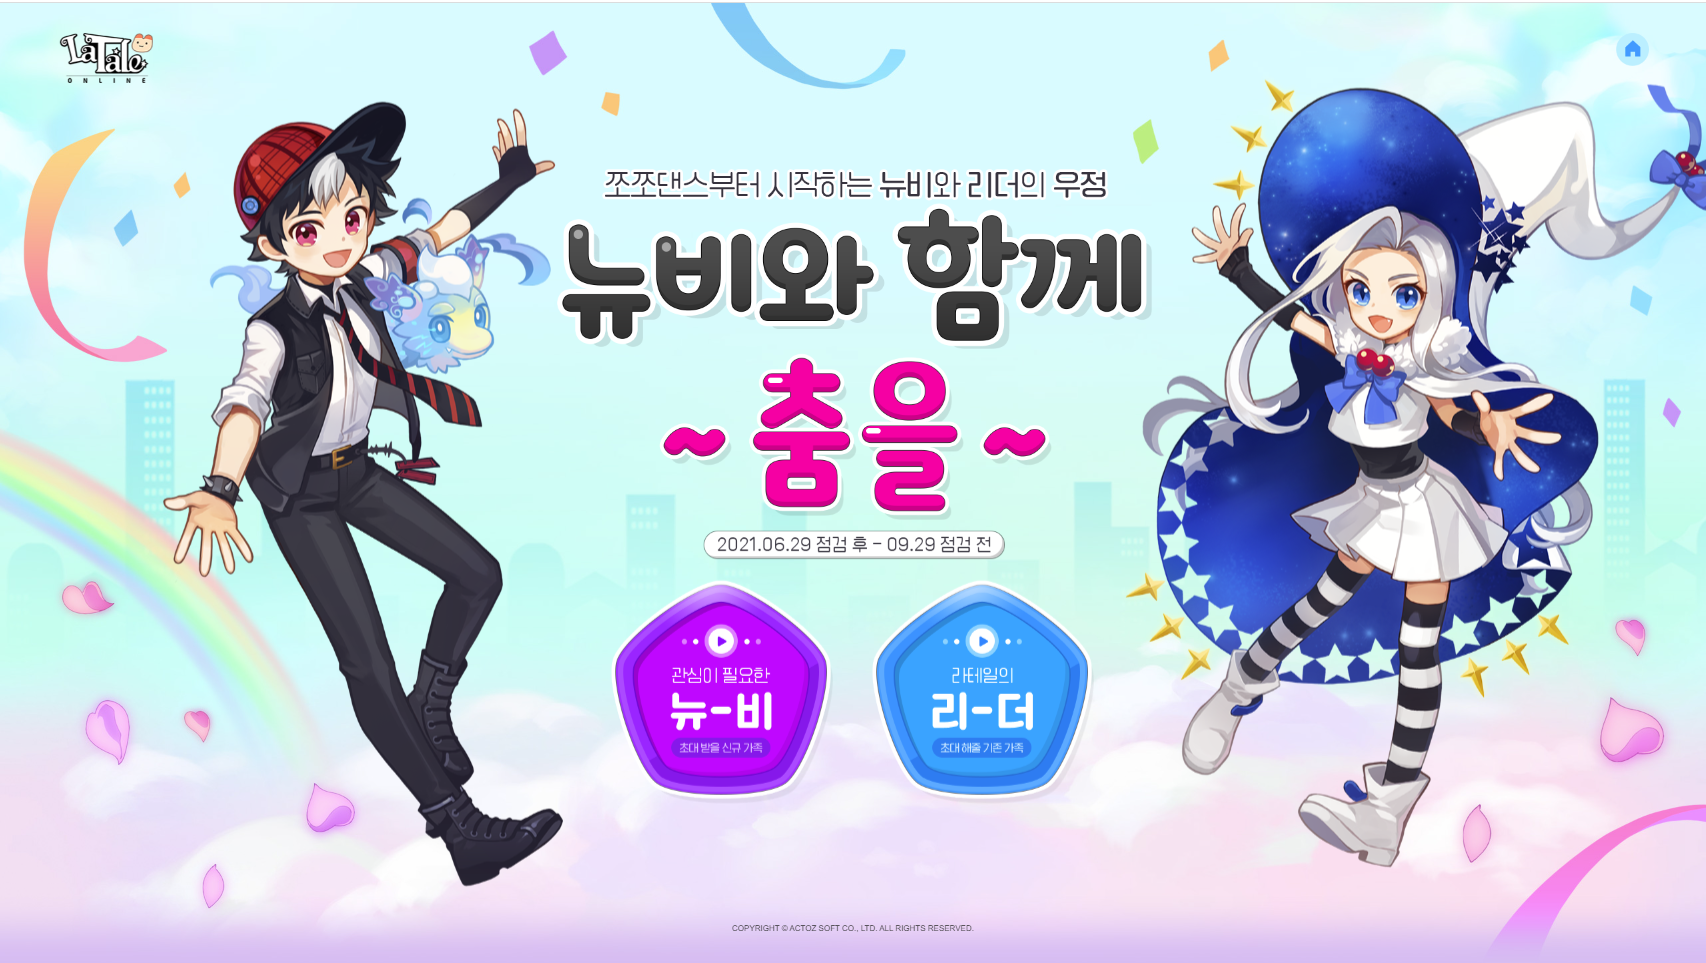 LaTale
ONLINE
쪼쪼댄스부터 시작하는 뉴비와 리더의 우정
뉴비와 함께
~춤을~
2021.06.29 점검 후 - 09.29 점검 전
관심이 필요한
뉴-비
초대 받을 신규 가족
라테일의
리-더
초대 해줄 기존 가족
COPYRIGHT © ACTOZ SOFT CO., LTD. ALL RIGHTS RESERVED.